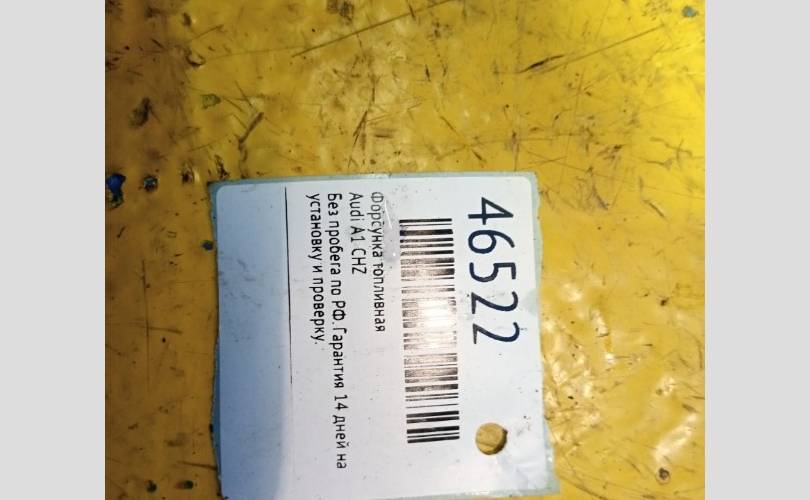 46522
Форсунка топливная
Audi A1 CHZ
Без пробега по РФ.Гарантия 14 дней на
установку и проверку.